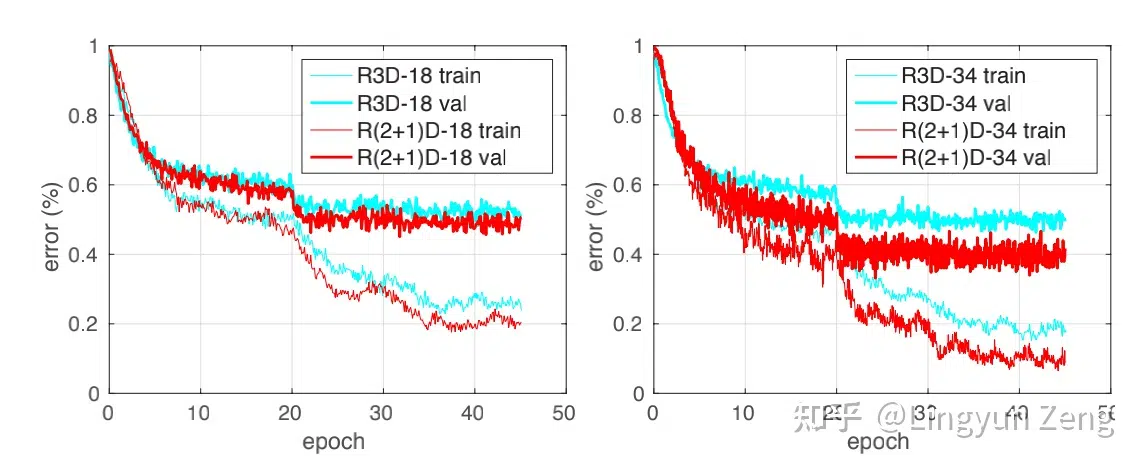 R3D-18 train
R3D-18 val
R(2+1)D-18 train
R(2+1)D-18 val
error (%)
1
0.8
0.6
0.4
0.2
0
0 10 20 30 40 50
epoch
R3D-34 train
R3D-34 val
R(2+1)D-34 train
R(2+1)D-34 val
error (%)
1
0.8
0.6
0.4
0.2
0
0 10 20 30 40 50
epoch
知乎 @Lingyun Zeng